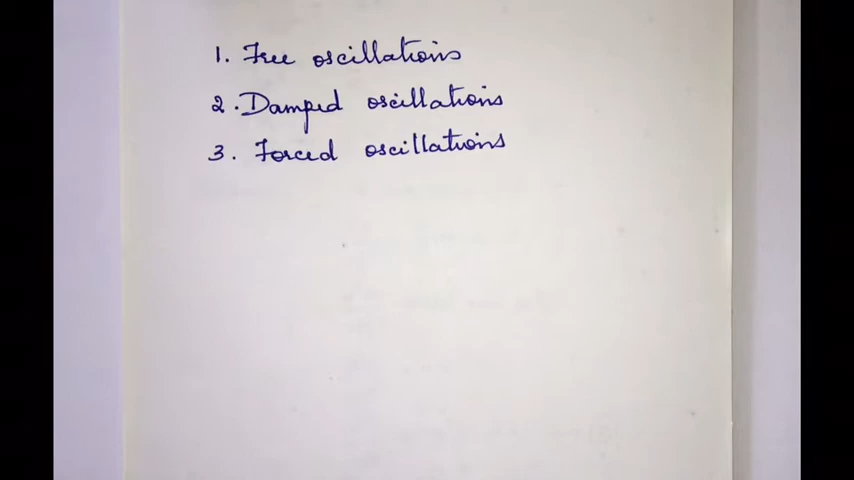 1. Free oscillations
2. Damped oscillations
3. Forced oscillations